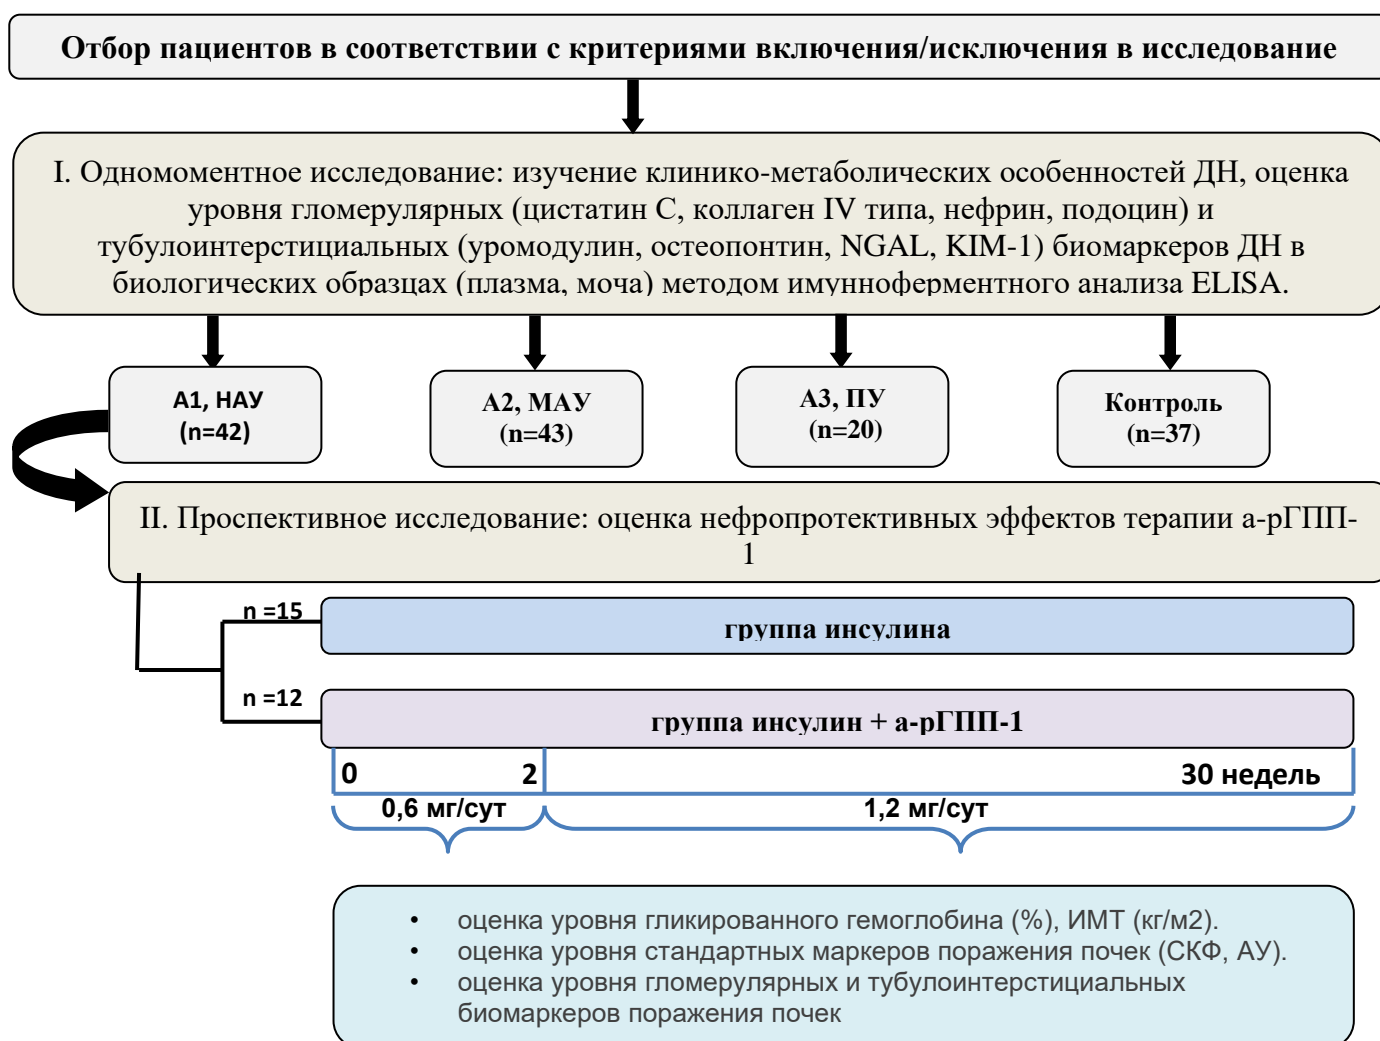 Отбор пациентов в соответствии с критериями включения/исключения в исследование
I. Одномоментное исследование: изучение клинико-метаболических особенностей ДН, оценка
уровня гломерулярных (цистатин С, коллаген IV типа, нефрин, подоцин) и
тубулоинтерстициальных (уромодулин, остеопонтин, NGAL, KIM-1) биомаркеров ДН в
биологических образцах (плазма, моча) методом имунноферментного анализа ELISA.
А1, НАУ
(n=42)
А2, МАУ
(n=43)
А3, ПУ
(n=20)
Контроль
(n=37)
II. Проспективное исследование: оценка нефропротективных эффектов терапии а-рГПП-
1
n =15
группа инсулина
n =12
группа инсулин + а-рГПП-1
0 2 30 недель
0,6 мг/сут 1,2 мг/сут
• оценка уровня гликированного гемоглобина (%), ИМТ (кг/м2).
• оценка уровня стандартных маркеров поражения почек (СКФ, АУ).
• оценка уровня гломерулярных и тубулоинтерстициальных
биомаркеров поражения почек